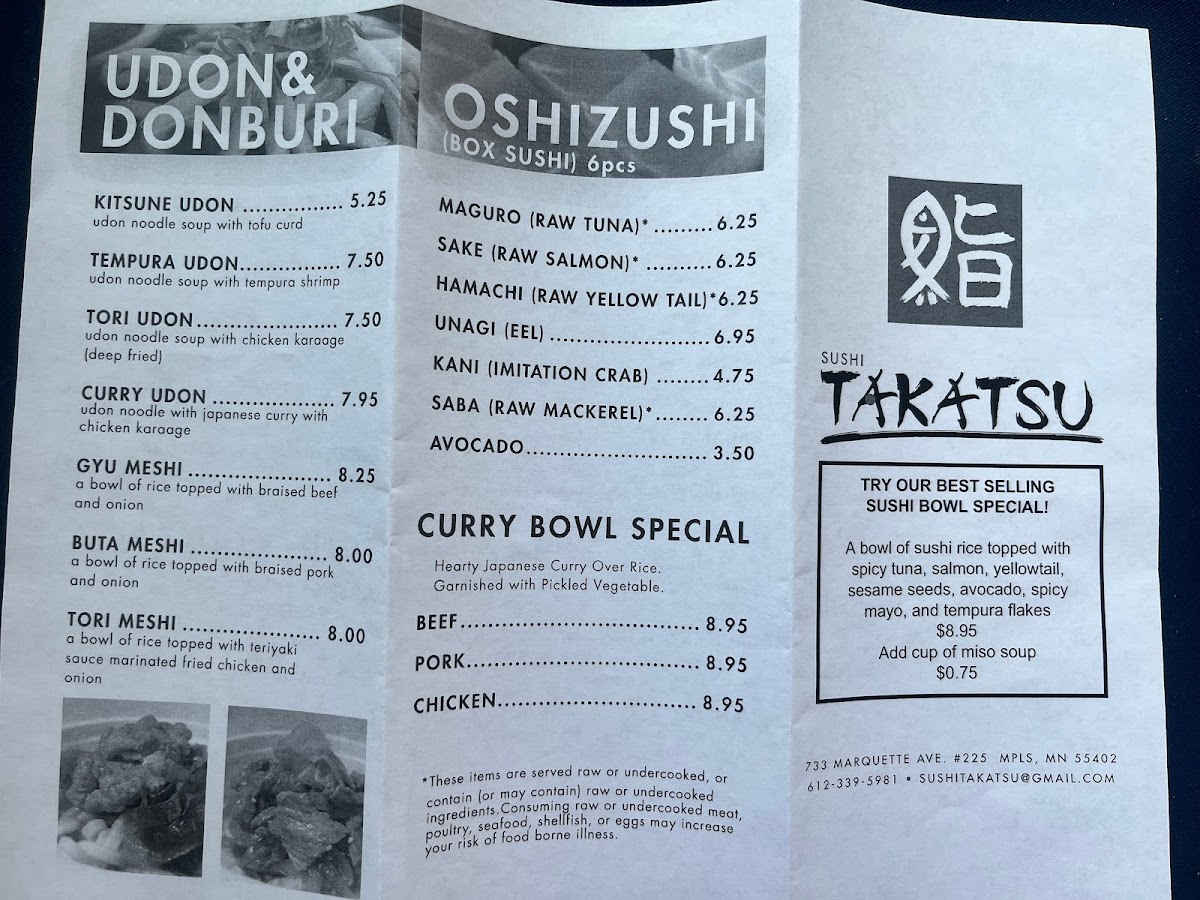 UDON&
DONBURI
KITSUNE UDON ................ 5.25
udon noodle soup with tofu curd
TEMPURA UDON................ 7.50
udon noodle soup with tempura shrimp
TORI UDON...................... 7.50
udon noodle soup with chicken karaage
(deep fried)
CURRY UDON ................... 7.95
udon noodle with japanese curry with
chicken karaage
GYU MESHI ...................... 8.25
a bowl of rice topped with braised beef
and onion
BUTA MESHI ..................... 8.00
a bowl of rice topped with braised pork
and onion
TORI MESHI ..................... 8.00
a bowl of rice topped with teriyaki
sauce marinated fried chicken and
onion
OSHIZUSHI
(BOX SUSHI) 6pcs
MAGURO (RAW TUNA)* ......... 6.25
SAKE (RAW SALMON)* .......... 6.25
HAMACHI (RAW YELLOW TAIL)*6.25
UNAGI (EEL) ......................... 6.95
KANI (IMITATION CRAB) ........ 4.75
SABA (RAW MACKEREL)*........ 6.25
AVOCADO............................ 3.50
CURRY BOWL SPECIAL
Hearty Japanese Curry Over Rice.
Garnished with Pickled Vegetable.
BEEF..................................... 8.95
PORK.................................... 8.95
CHICKEN............................... 8.95
*These items are served raw or undercooked, or
contain (or may contain) raw or undercooked
ingredients.Consuming raw or undercooked meat,
poultry, seafood, shellfish, or eggs may increase
your risk of food borne illness.
鮨
SUSHI
TAKATSU
TRY OUR BEST SELLING
SUSHI BOWL SPECIAL!
A bowl of sushi rice topped with
spicy tuna, salmon, yellowtail,
sesame seeds, avocado, spicy
mayo, and tempura flakes
$8.95
Add cup of miso soup
$0.75
733 MARQUETTE AVE. #225 MPLS, MN 55402
612-339-5981 • SUSHITAKATSU@GMAIL.COM